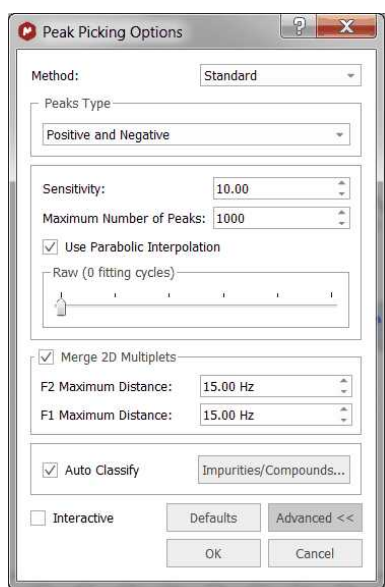 Peak Picking Options
Method: Standard
Peaks Type
Positive and Negative
Sensitivity: 10.00
Maximum Number of Peaks: 1000
Use Parabolic Interpolation
Raw (0 fitting cycles)
Merge 2D Multiplets
F2 Maximum Distance: 15.00 Hz
F1 Maximum Distance: 15.00 Hz
Auto Classify Impurities/Compounds...
Interactive Defaults Advanced <<
OK Cancel